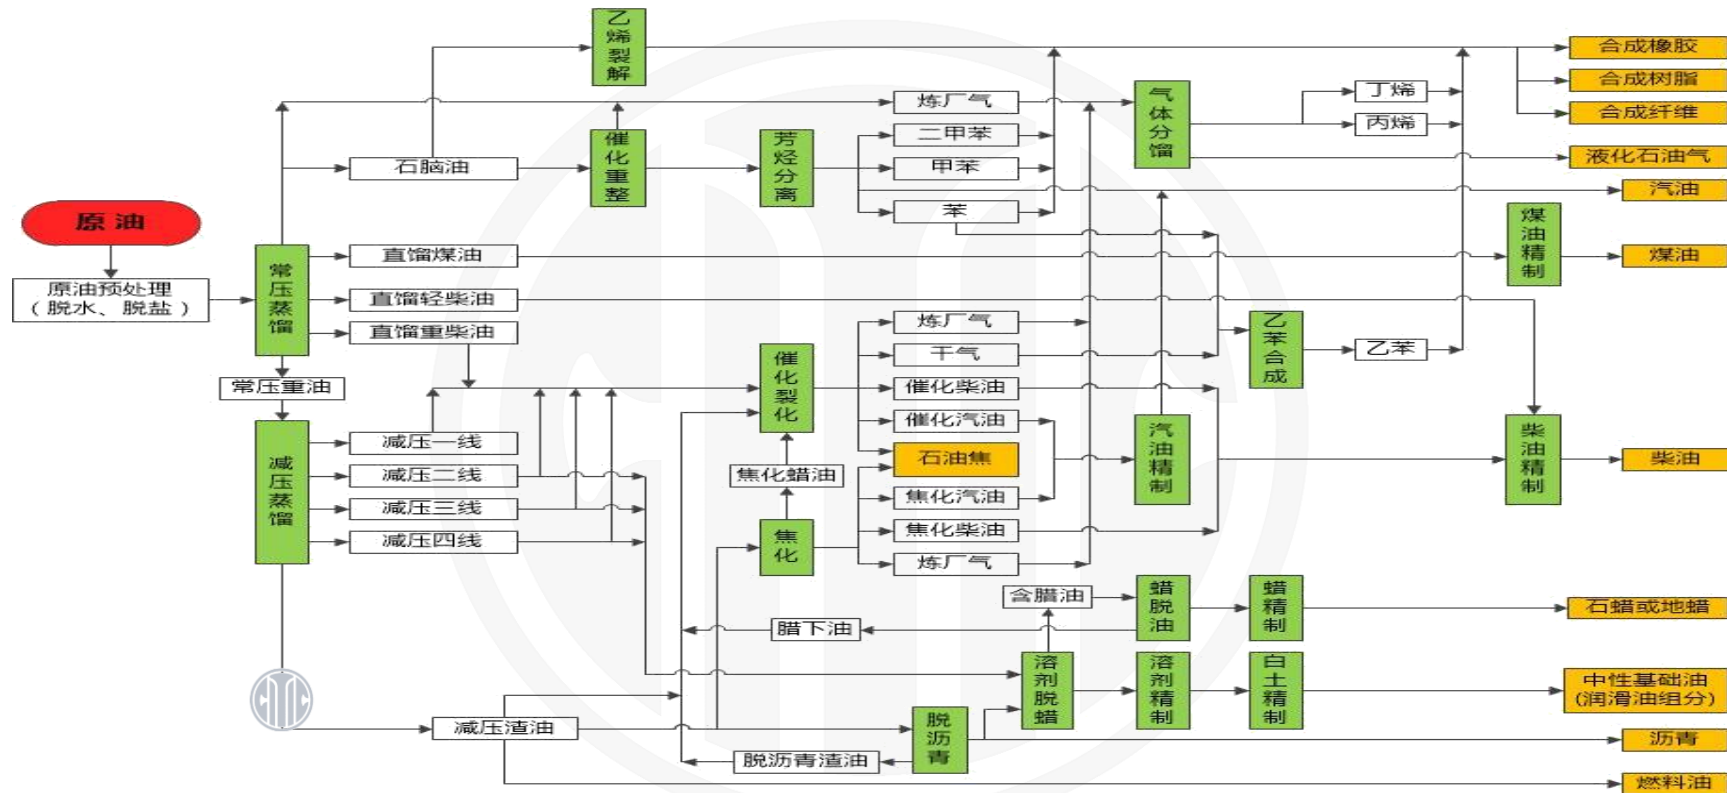 乙烯裂解
合成橡胶
合成树脂
合成纤维
炼厂气
气体分馏
丁烯
丙烯
催化重整
芳烃分离
二甲苯
甲苯
苯
石脑油
液化石油气
汽油
原油
原油预处理
(脱水、脱盐)
常压蒸馏
直馏煤油
煤油精制
煤油
直馏轻柴油
直馏重柴油
常压重油
催化裂化
炼厂气
干气
催化柴油
催化汽油
石油焦
焦化汽油
焦化柴油
炼厂气
乙苯合成
乙苯
减压蒸馏
减压一线
减压二线
减压三线
减压四线
焦化蜡油
焦化
汽油精制
柴油精制
柴油
含腊油
蜡脱油
蜡精制
石蜡或地蜡
腊下油
溶剂脱蜡
溶剂精制
白土精制
中性基础油
(润滑油组分)
CITIC
减压渣油
脱沥青
沥青
脱沥青渣油
燃料油